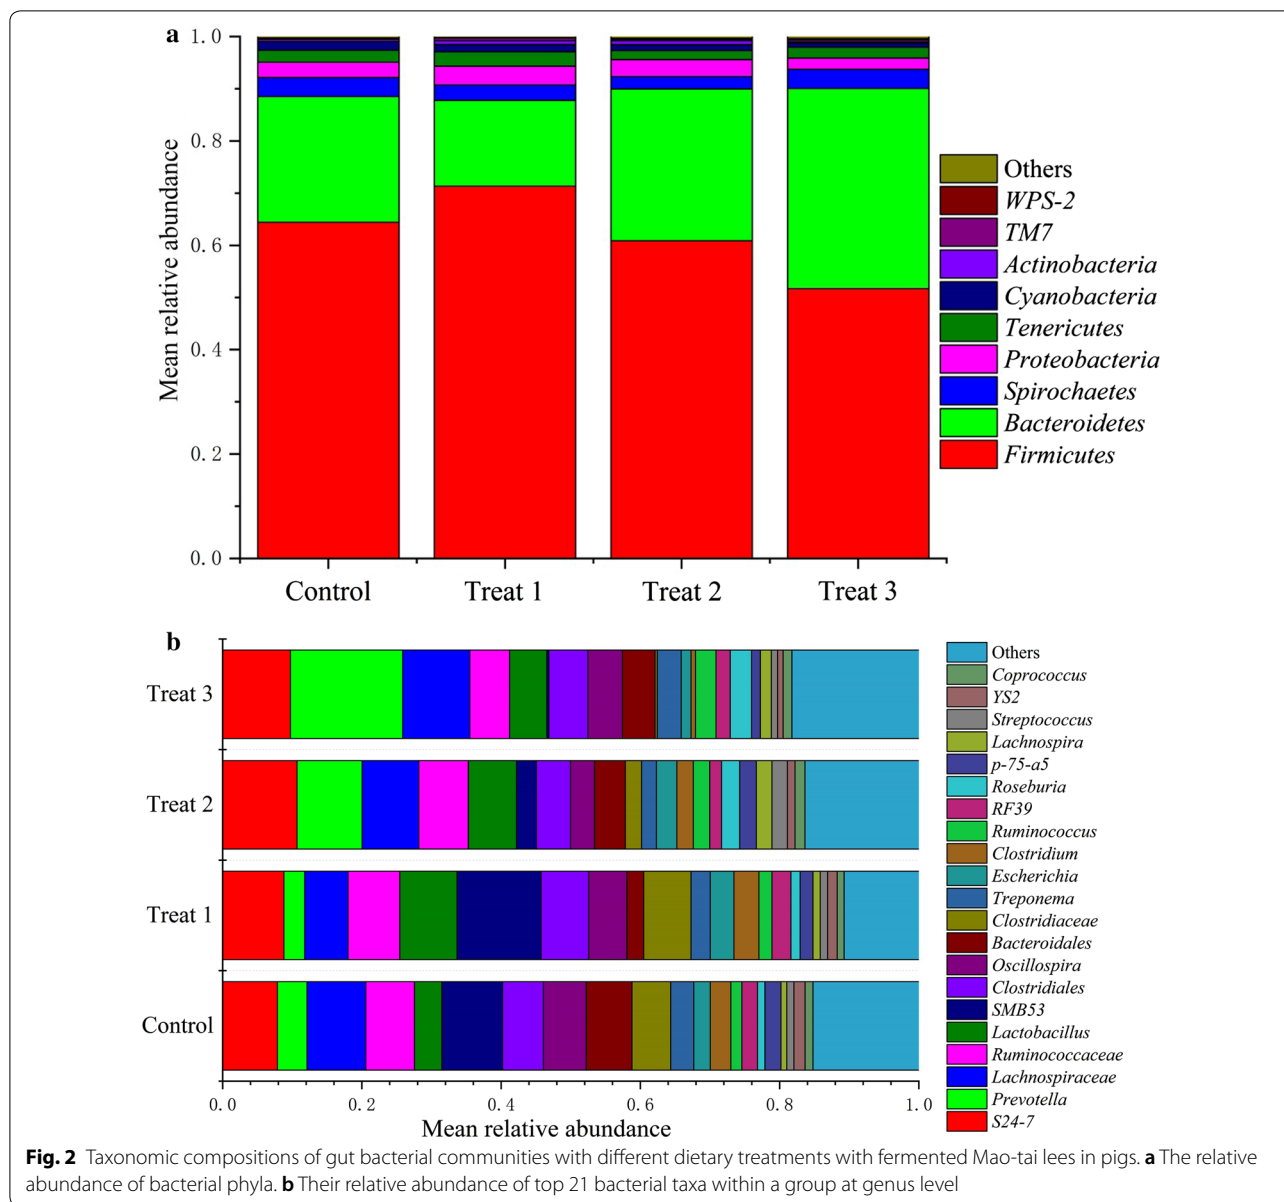 a
1.0
0.8
0.6
0.4
0.2
0.0
Mean relative abundance
Control
Treat 1
Treat 2
Treat 3
Others
WPS-2
TM7
Actinobacteria
Cyanobacteria
Tenericutes
Proteobacteria
Spirochaetes
Bacteroidetes
Firmicutes
b
Treat 3
Treat 2
Treat 1
Control
0.0
0.2
0.4
0.6
0.8
1.0
Mean relative abundance
Others
Coprococcus
YS2
Streptococcus
Lachnospira
p-75-a5
Roseburia
RF39
Ruminococcus
Clostridium
Escherichia
Treponema
Clostridiaceae
Bacteroidales
Oscillospira
Clostridiales
SMB53
Lactobacillus
Ruminococcaceae
Lachnospiraceae
Prevotella
S24-7
Fig. 2 Taxonomic compositions of gut bacterial communities with different dietary treatments with fermented Mao-tai lees in pigs. a The relative
abundance of bacterial phyla. b Their relative abundance of top 21 bacterial taxa within a group at genus level